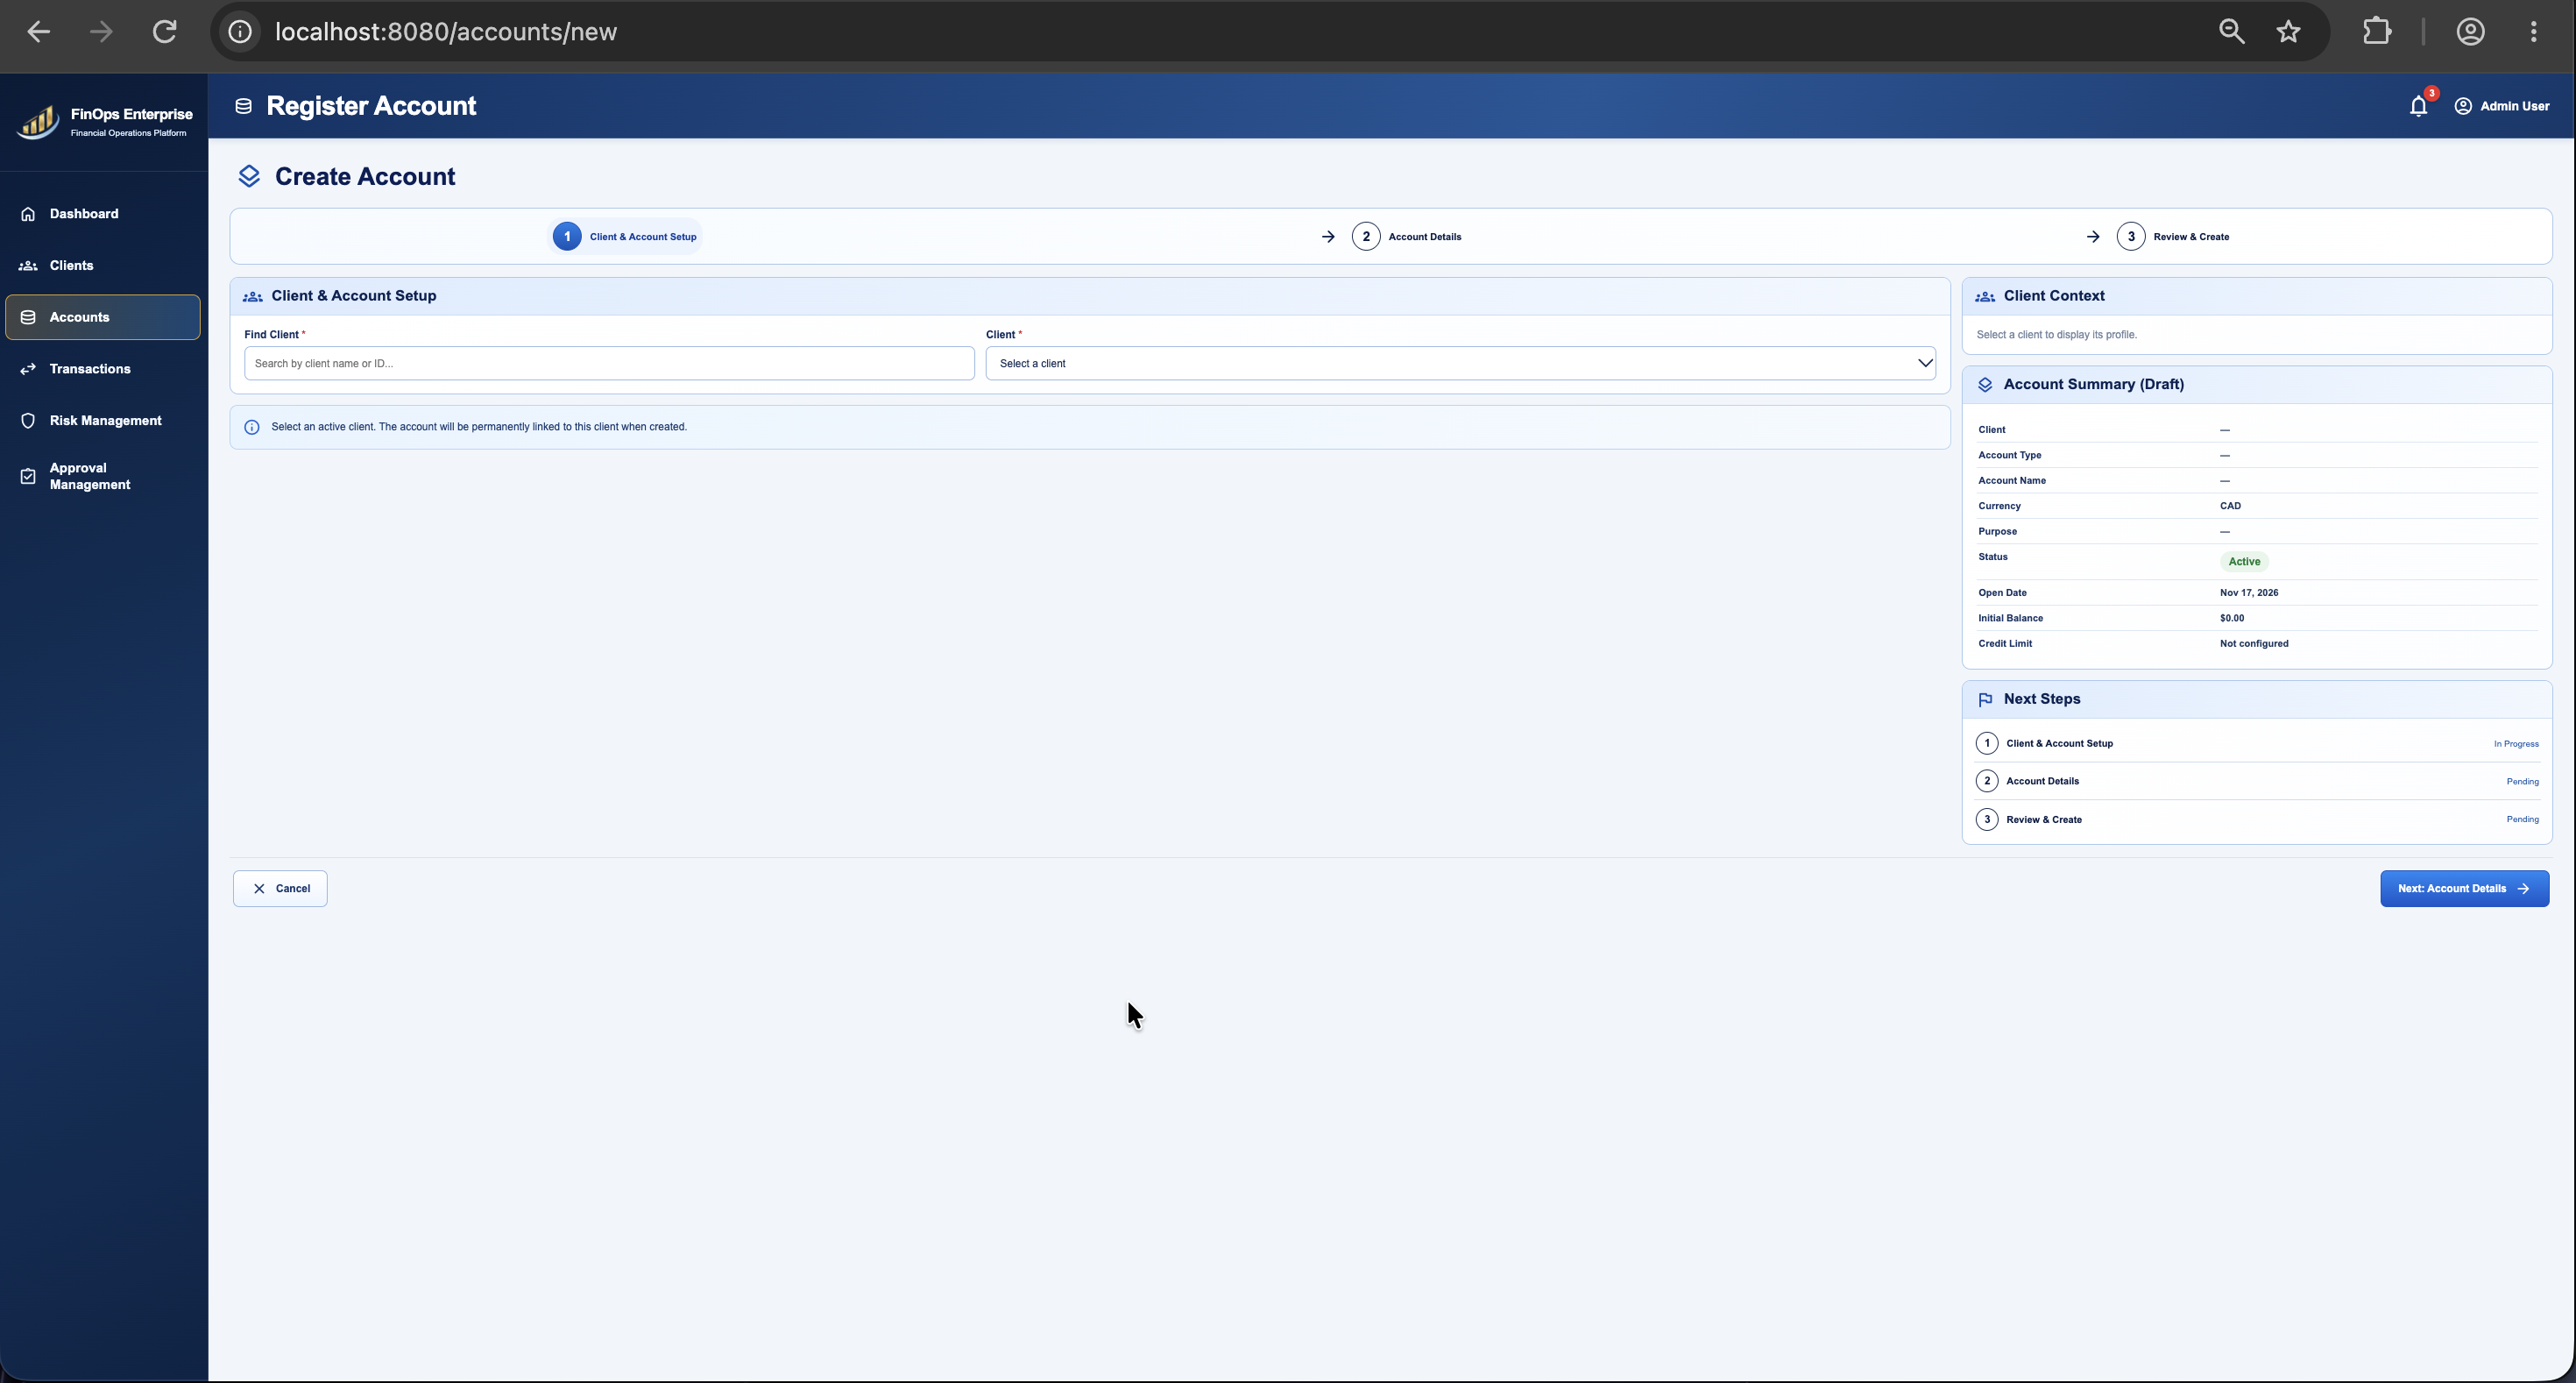 localhost:8080/accounts/new
FinOps Enterprise
Financial Operations Platform
Register Account
3
Admin User
Dashboard
Clients
Accounts
Transactions
Risk Management
Approval
Management
Create Account
1 Client & Account Setup
2 Account Details
3 Review & Create
Client & Account Setup
Find Client *
Search by client name or ID...
Client *
Select a client
Select an active client. The account will be permanently linked to this client when created.
Client Context
Select a client to display its profile.
Account Summary (Draft)
Client —
Account Type —
Account Name —
Currency CAD
Purpose —
Status Active
Open Date Nov 17, 2026
Initial Balance $0.00
Credit Limit Not configured
Next Steps
1 Client & Account Setup In Progress
2 Account Details Pending
3 Review & Create Pending
Cancel
Next: Account Details